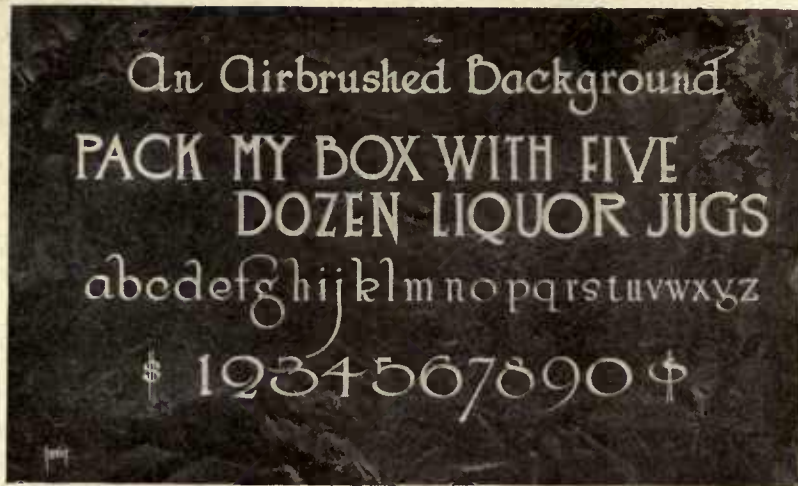 An Airbrushed Background
PACK MY BOX WITH FIVE
DOZEN LIQUOR JUGS
abcdefghijklmnopqrstuvwxyz
$ 1234567890 $